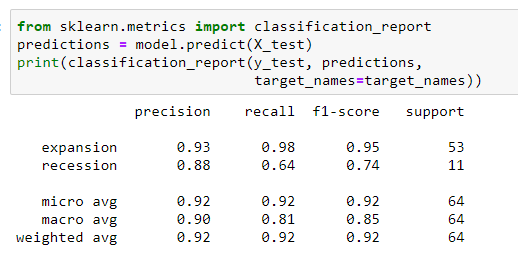 from sklearn.metrics import classification_report
predictions = model.predict(X_test)
print(classification_report(y_test, predictions,
                            target_names=target_names))
              precision    recall  f1-score   support
   expansion       0.93      0.98      0.95        53
   recession       0.88      0.64      0.74        11
   micro avg       0.92      0.92      0.92        64
   macro avg       0.90      0.81      0.85        64
weighted avg       0.92      0.92      0.92        64